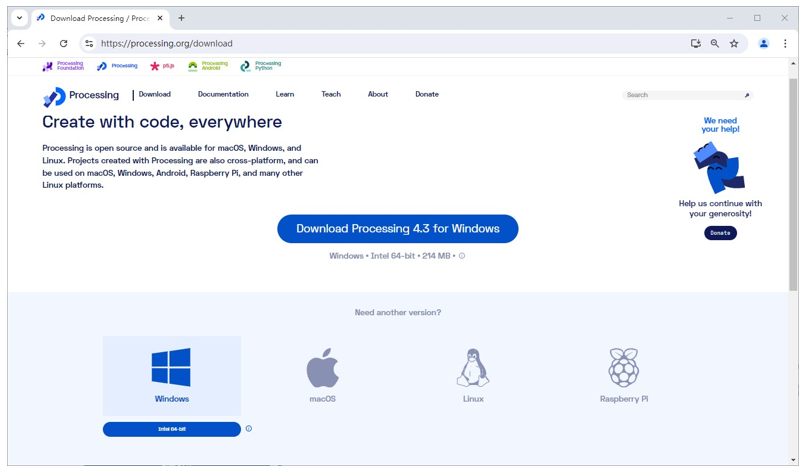 Download Processing / Proce
https://processing.org/download
Processing Foundation
Processing
p5.js
Processing Android
Processing Python
Processing
Download
Documentation
Learn
Teach
About
Donate
Search
Create with code, everywhere
Processing is open source and is available for macOS, Windows, and
Linux. Projects created with Processing are also cross-platform, and can
be used on macOS, Windows, Android, Raspberry Pi, and many other
Linux platforms.
We need
your help!
Help us continue with
your generosity!
Donate
Download Processing 4.3 for Windows
Windows • Intel 64-bit • 214 MB •
Need another version?
Windows
macOS
Linux
Raspberry Pi
Intel 64-bit